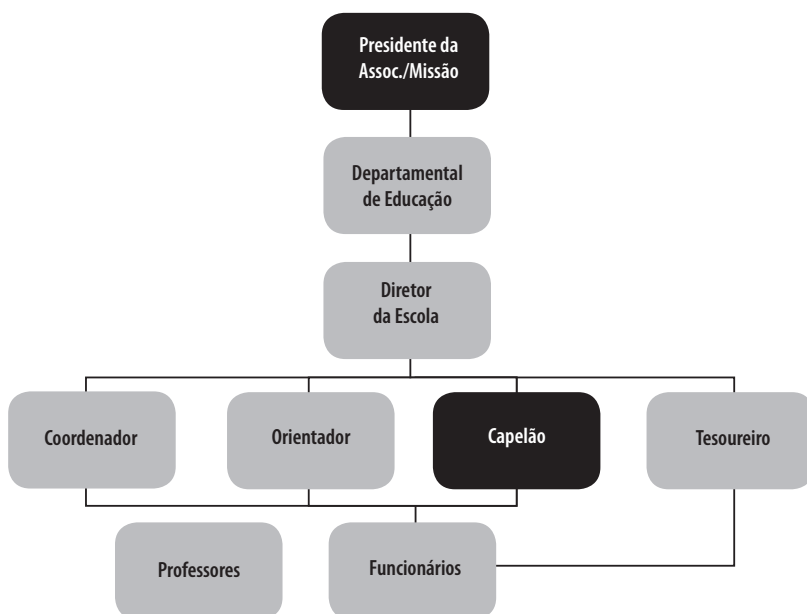 Presidente da
Assoc./Missão
Departamental
de Educação
Diretor
da Escola
Coordenador
Orientador
Capelão
Tesoureiro
Professores
Funcionários